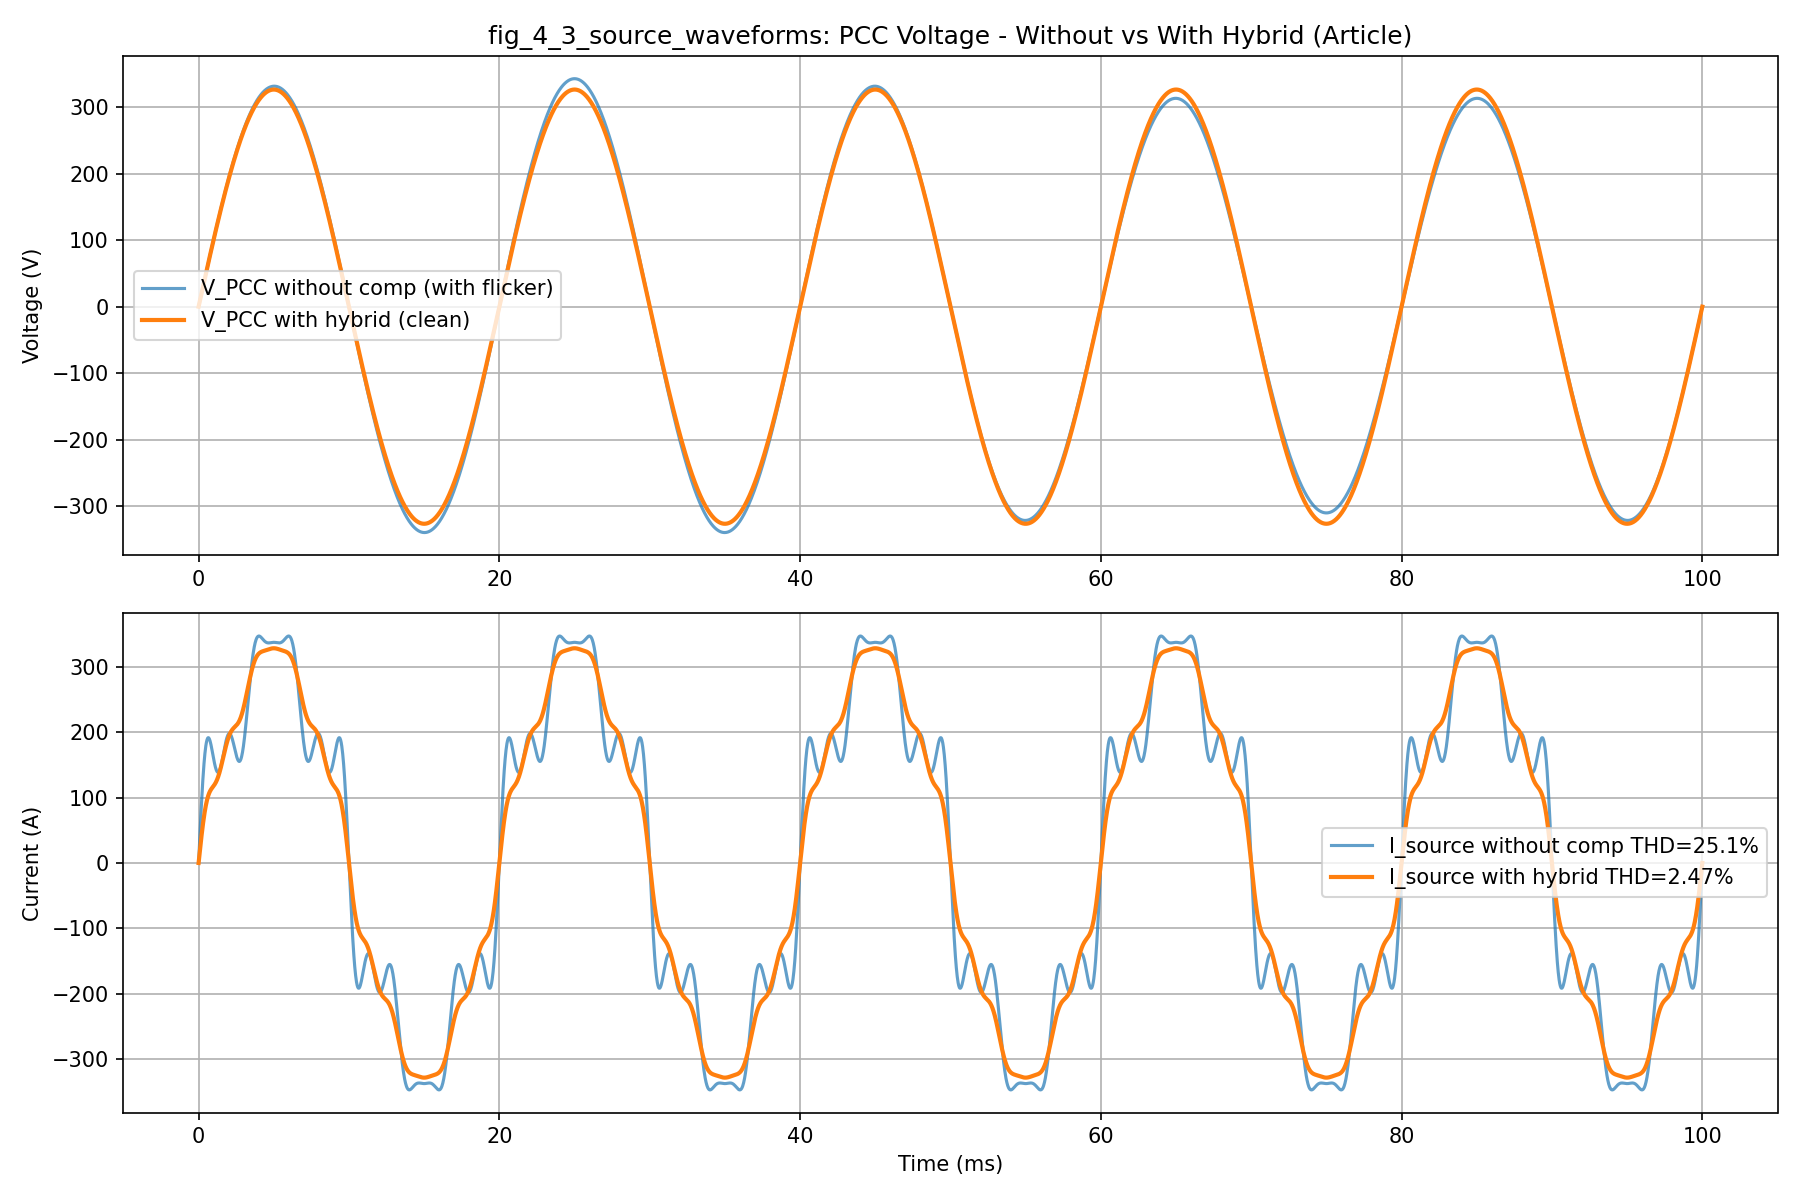 fig_4_3_source_waveforms: PCC Voltage - Without vs With Hybrid (Article)
Voltage (V)
300
200
100
0
−100
−200
−300
V_PCC without comp (with flicker)
V_PCC with hybrid (clean)
0 20 40 60 80 100
Current (A)
300
200
100
0
−100
−200
−300
I_source without comp THD=25.1%
I_source with hybrid THD=2.47%
0 20 40 60 80 100
Time (ms)